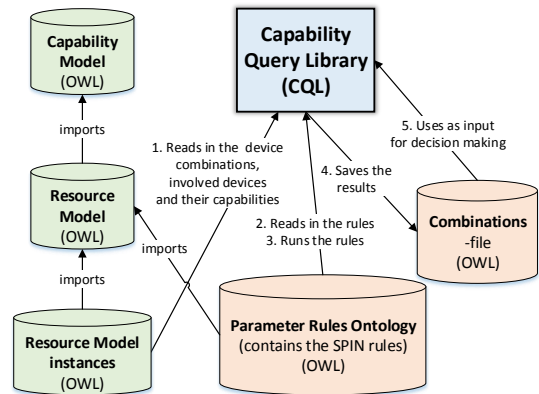 Capability
Model
(OWL)
imports
Resource
Model
(OWL)
imports
Resource Model
instances
(OWL)
Capability
Query Library
(CQL)
1. Reads in the device
combinations,
involved devices
and their capabilities
imports
2. Reads in the rules
3. Runs the rules
4. Saves the
results
5. Uses as input
for decision making
Combinations
-file
(OWL)
Parameter Rules Ontology
(contains the SPIN rules)
(OWL)